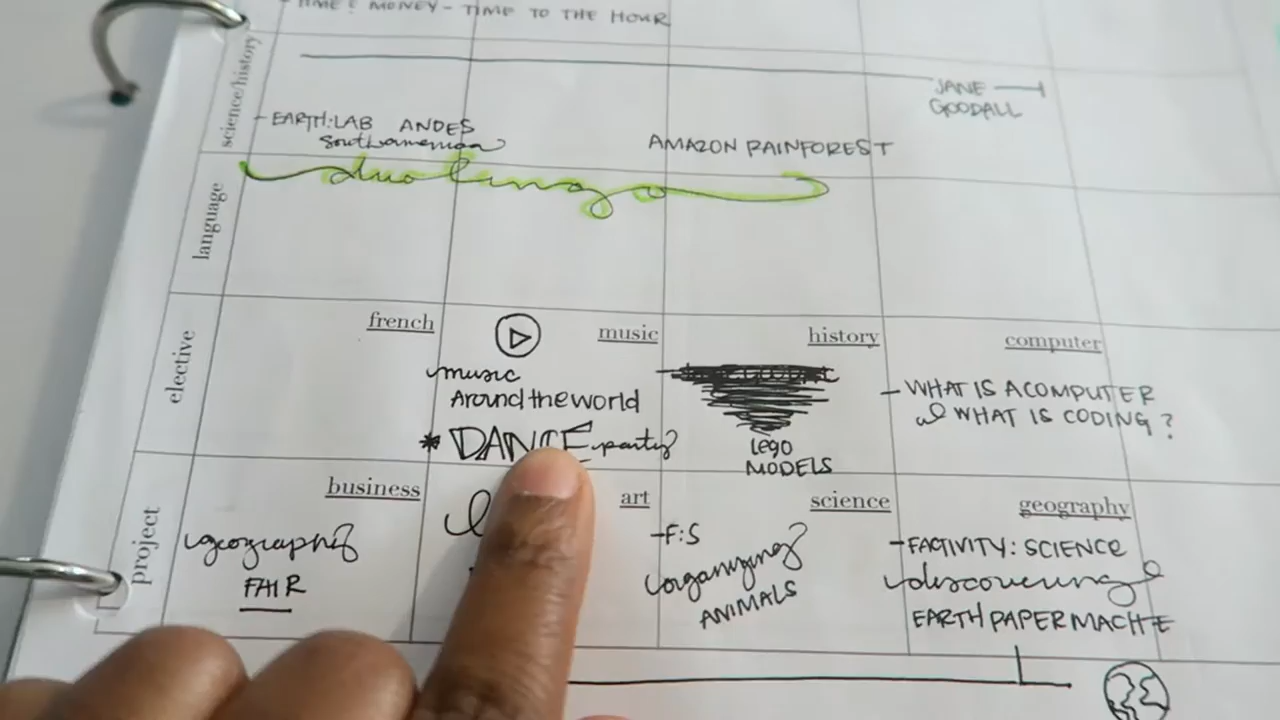 TIME & MONEY - TIME TO THE HOUR
science/history
JANE
GOODALL
- EARTH:LAB ANDES
South america
AMAZON RAINFOREST
language
duolingo
elective
french
music
history
computer
music
Around the world
* DANCE party
LEGO
MODELS
- WHAT IS A COMPUTER
& WHAT IS CODING ?
project
business
art
science
geography
geography
FAIR
-F:S
organizing
ANIMALS
-FACTIVITY: SCIENCE
discovering
EARTH PAPER MACHE